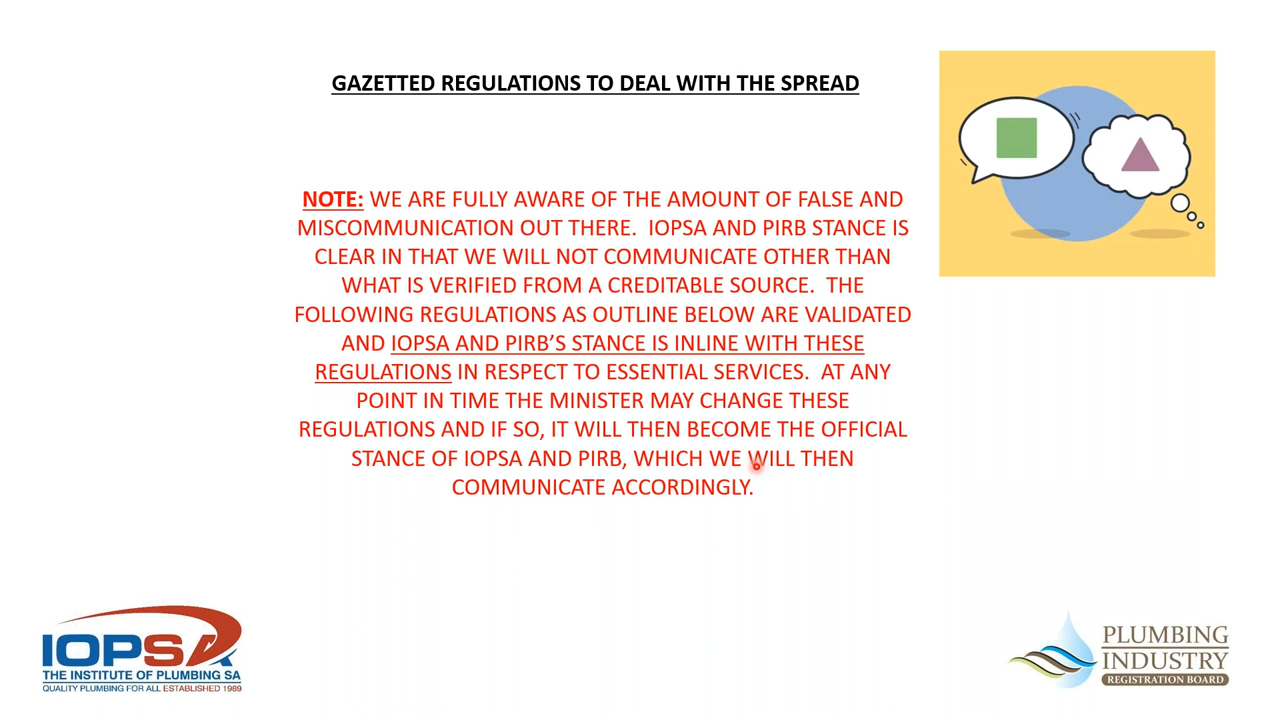 GAZETTED REGULATIONS TO DEAL WITH THE SPREAD
NOTE: WE ARE FULLY AWARE OF THE AMOUNT OF FALSE AND
MISCOMMUNICATION OUT THERE.  IOPSA AND PIRB STANCE IS
CLEAR IN THAT WE WILL NOT COMMUNICATE OTHER THAN
WHAT IS VERIFIED FROM A CREDITABLE SOURCE.  THE
FOLLOWING REGULATIONS AS OUTLINE BELOW ARE VALIDATED
AND IOPSA AND PIRB’S STANCE IS INLINE WITH THESE
REGULATIONS IN RESPECT TO ESSENTIAL SERVICES.  AT ANY
POINT IN TIME THE MINISTER MAY CHANGE THESE
REGULATIONS AND IF SO, IT WILL THEN BECOME THE OFFICIAL
STANCE OF IOPSA AND PIRB, WHICH WE WILL THEN
COMMUNICATE ACCORDINGLY.
IOPSA
THE INSTITUTE OF PLUMBING SA
QUALITY PLUMBING FOR ALL ESTABLISHED 1989
PLUMBING
INDUSTRY
REGISTRATION BOARD